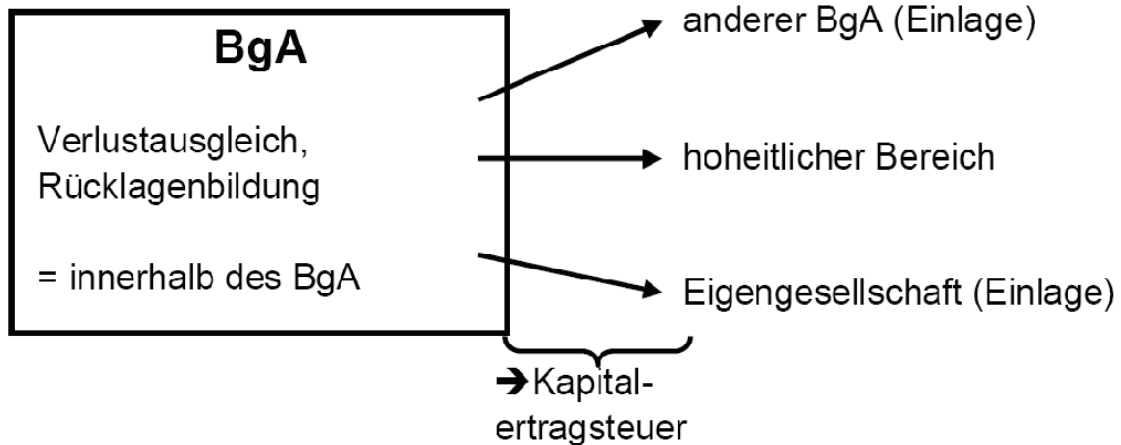 BgA
Verlustausgleich,
Rücklagenbildung
= innerhalb des BgA
anderer BgA (Einlage)
hoheitlicher Bereich
Eigengesellschaft (Einlage)
➔Kapital-
ertragsteuer